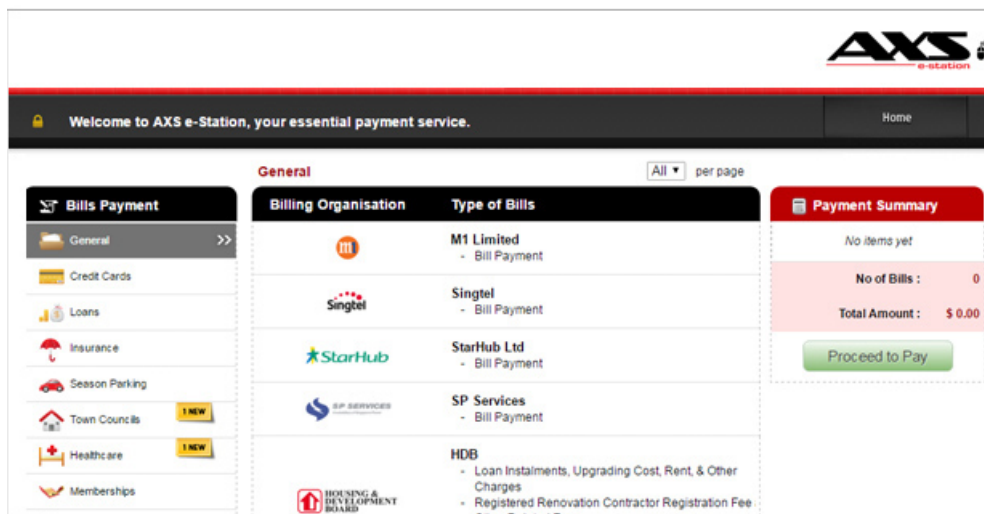 AXS
e-station
Welcome to AXS e-Station, your essential payment service.
Home
General
All ▼ per page
Bills Payment
General >>
Credit Cards
Loans
Insurance
Season Parking
Town Councils 1 NEW
Healthcare 1 NEW
Memberships
Billing Organisation Type of Bills
m1
M1 Limited
- Bill Payment
Singtel
Singtel
- Bill Payment
StarHub
StarHub Ltd
- Bill Payment
SP SERVICES
SP Services
- Bill Payment
HOUSING &
DEVELOPMENT
BOARD
HDB
- Loan Instalments, Upgrading Cost, Rent, & Other
Charges
- Registered Renovation Contractor Registration Fee
Payment Summary
No items yet
No of Bills : 0
Total Amount : $ 0.00
Proceed to Pay